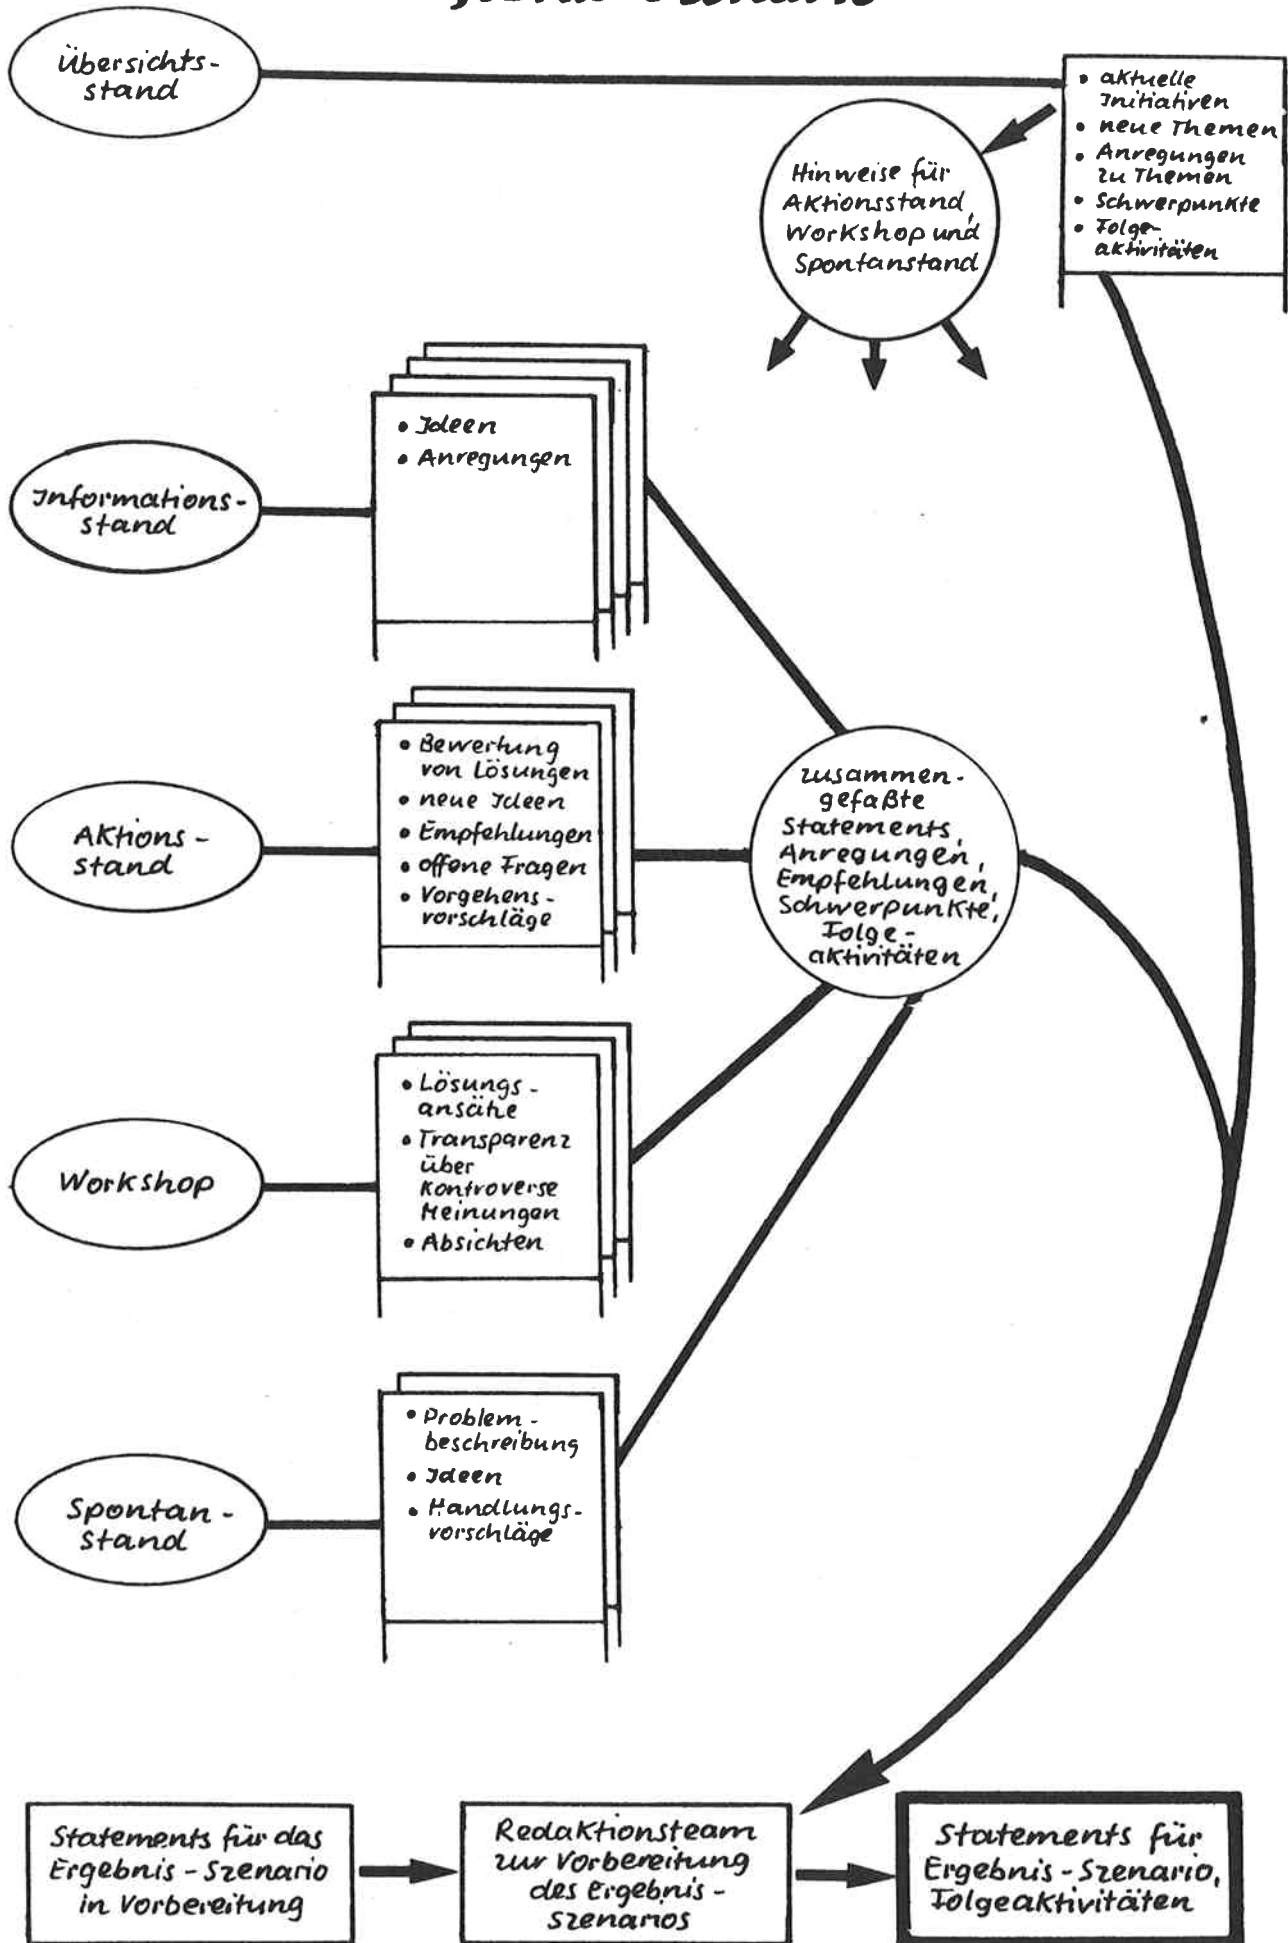 Übersichts-
stand
• aktuelle
Initiativen
• neue Themen
• Anregungen
zu Themen
• Schwerpunkte
• Folge-
aktivitäten
Hinweise für
Aktionsstand,
Workshop und
Spontanstand
Informations-
stand
• Ideen
• Anregungen
Aktions-
stand
• Bewertung
von Lösungen
• neue Ideen
• Empfehlungen
• offene Fragen
• Vorgehens-
vorschläge
zusammen-
gefaßte
Statements,
Anregungen,
Empfehlungen,
Schwerpunkte,
Folge-
aktivitäten
Workshop
• Lösungs-
ansätze
• Transparenz
über
kontroverse
Meinungen
• Absichten
Spontan-
stand
• Problem-
beschreibung
• Ideen
• Handlungs-
vorschläge
Statements für das
Ergebnis-Szenario
in Vorbereitung
Redaktionsteam
zur Vorbereitung
des Ergebnis-
szenarios
Statements für
Ergebnis-Szenario,
Folgeaktivitäten